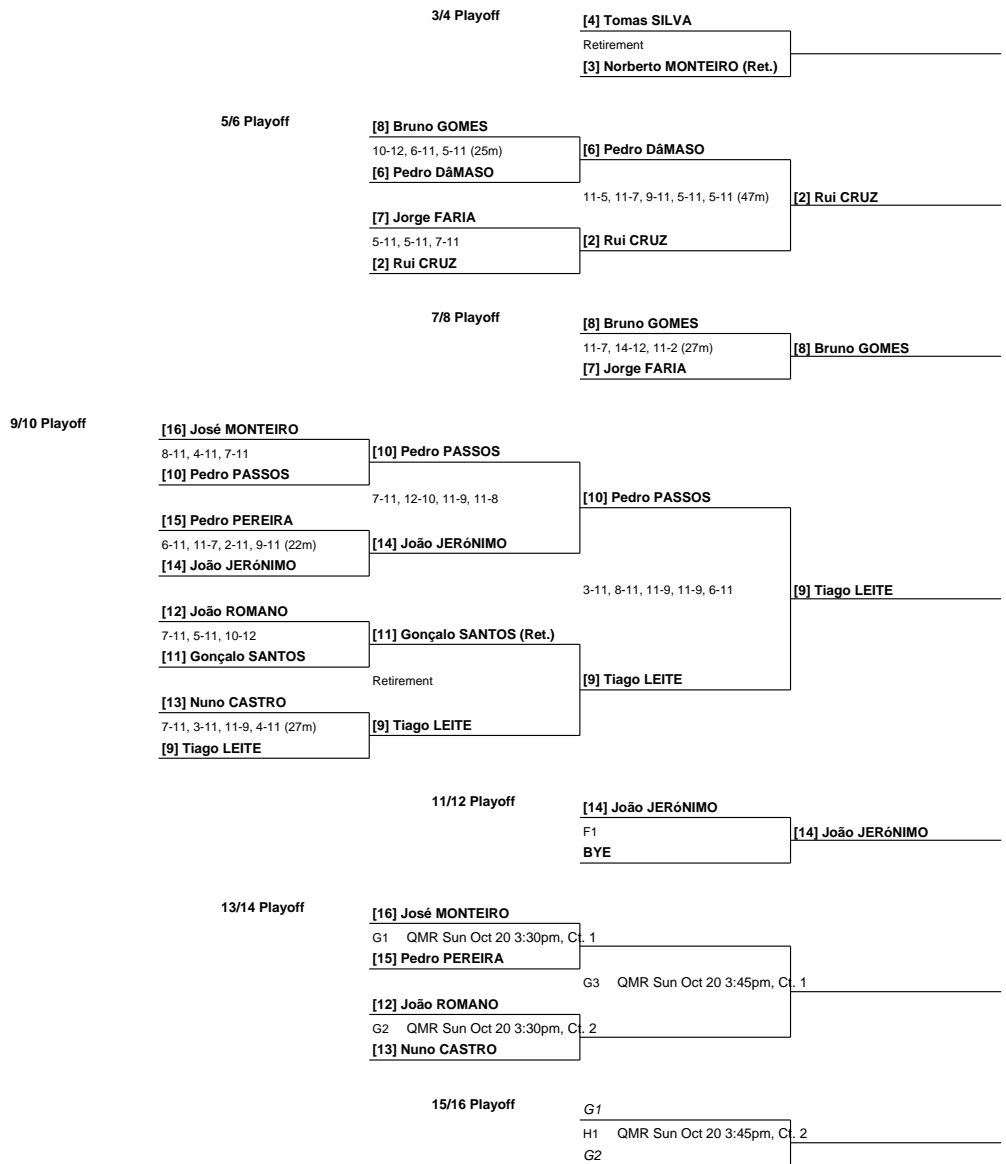 3/4 Playoff
[4] Tomas SILVA
Retirement
[3] Norberto MONTEIRO (Ret.)
5/6 Playoff
[8] Bruno GOMES
10-12, 6-11, 5-11 (25m)
[6] Pedro DâMASO
[6] Pedro DâMASO
11-5, 11-7, 9-11, 5-11, 5-11 (47m)
[2] Rui CRUZ
[7] Jorge FARIA
5-11, 5-11, 7-11
[2] Rui CRUZ
[2] Rui CRUZ
7/8 Playoff
[8] Bruno GOMES
11-7, 14-12, 11-2 (27m)
[8] Bruno GOMES
[7] Jorge FARIA
9/10 Playoff
[16] José MONTEIRO
8-11, 4-11, 7-11
[10] Pedro PASSOS
[10] Pedro PASSOS
7-11, 12-10, 11-9, 11-8
[10] Pedro PASSOS
[15] Pedro PEREIRA
6-11, 11-7, 2-11, 9-11 (22m)
[14] João JERóNIMO
[14] João JERóNIMO
3-11, 8-11, 11-9, 11-9, 6-11
[9] Tiago LEITE
[12] João ROMANO
7-11, 5-11, 10-12
[11] Gonçalo SANTOS (Ret.)
[11] Gonçalo SANTOS
Retirement
[9] Tiago LEITE
[13] Nuno CASTRO
7-11, 3-11, 11-9, 4-11 (27m)
[9] Tiago LEITE
[9] Tiago LEITE
11/12 Playoff
[14] João JERóNIMO
F1
[14] João JERóNIMO
BYE
13/14 Playoff
[16] José MONTEIRO
G1 QMR Sun Oct 20 3:30pm, Ct. 1
[15] Pedro PEREIRA
G3 QMR Sun Oct 20 3:45pm, Ct. 1
[12] João ROMANO
G2 QMR Sun Oct 20 3:30pm, Ct. 2
[13] Nuno CASTRO
15/16 Playoff
G1
H1 QMR Sun Oct 20 3:45pm, Ct. 2
G2